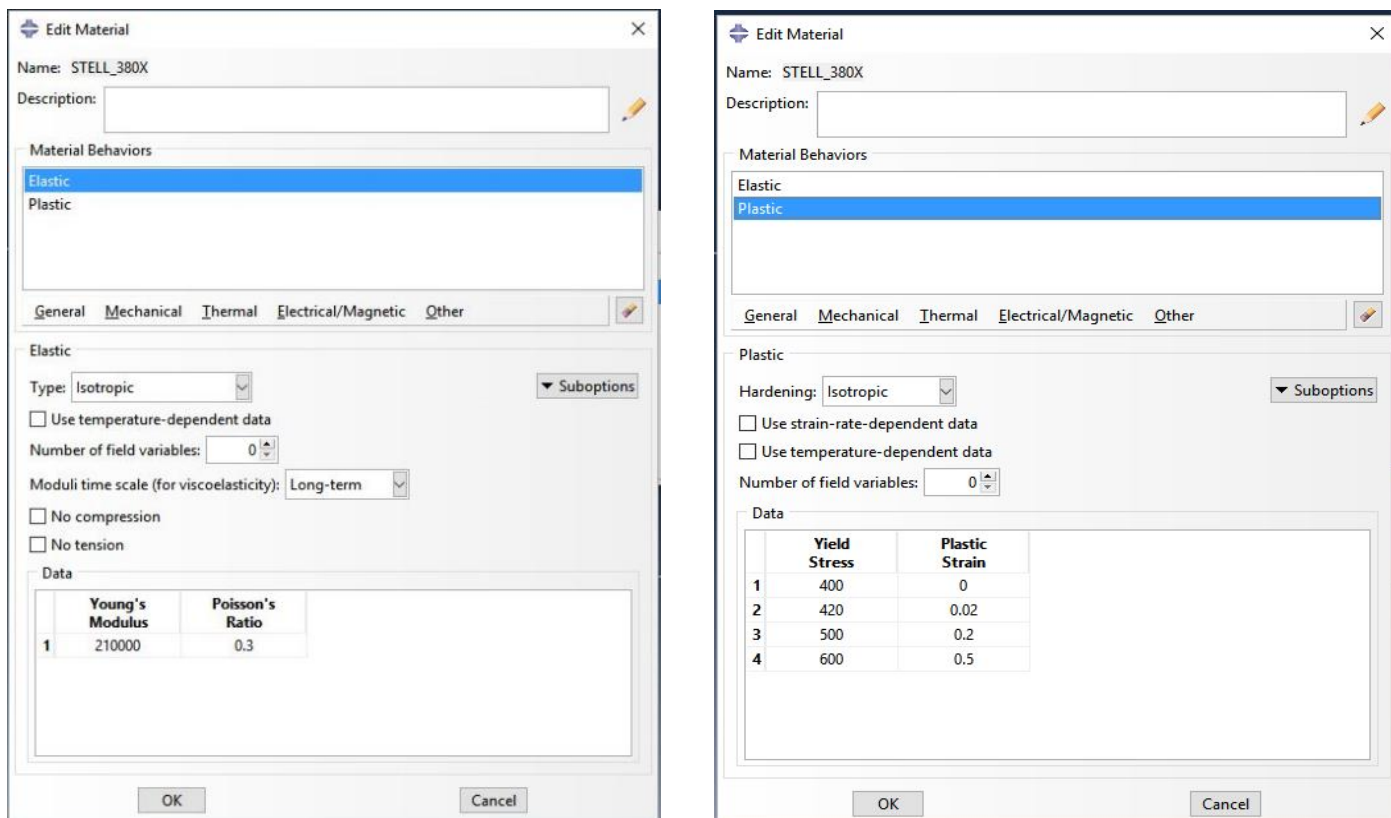 Edit Material
Name: STELL_380X
Description:
Material Behaviors
Elastic
Plastic
General Mechanical Thermal Electrical/Magnetic Other
Elastic
Type: Isotropic
Suboptions
Use temperature-dependent data
Number of field variables: 0
Moduli time scale (for viscoelasticity): Long-term
No compression
No tension
Data
Young's Poisson's
Modulus Ratio
1 210000 0.3
OK Cancel
Edit Material
Name: STELL_380X
Description:
Material Behaviors
Elastic
Plastic
General Mechanical Thermal Electrical/Magnetic Other
Plastic
Hardening: Isotropic
Suboptions
Use strain-rate-dependent data
Use temperature-dependent data
Number of field variables: 0
Data
Yield Plastic
Stress Strain
1 400 0
2 420 0.02
3 500 0.2
4 600 0.5
OK Cancel